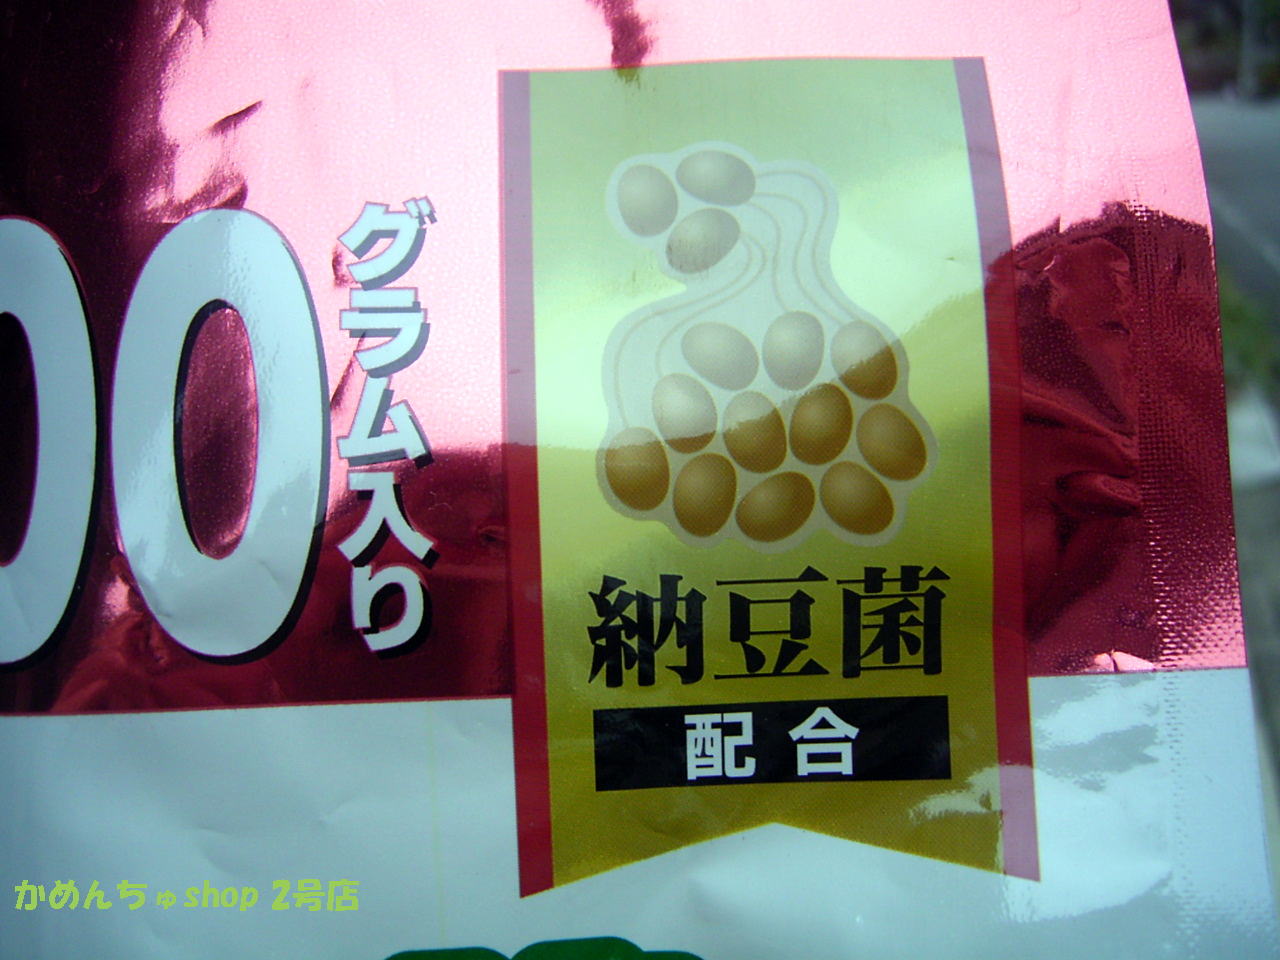 00
グラム入り
納豆菌
配合
かめんちゅshop 2号店